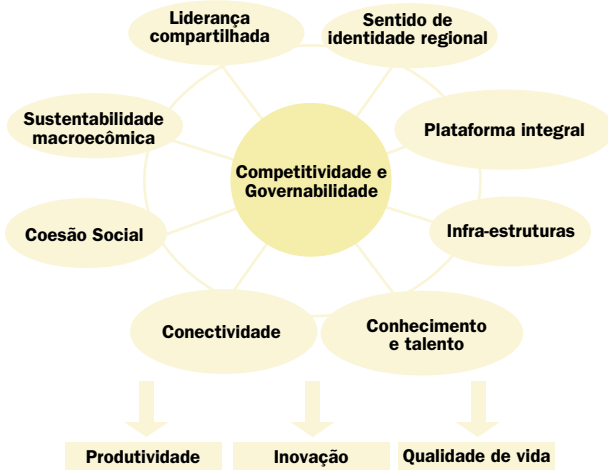 Liderança
compartilhada
Sentido de
identidade regional
Sustentabilidade
macroecômica
Plataforma integral
Competitividade e
Governabilidade
Coesão Social
Infra-estruturas
Conectividade
Conhecimento
e talento
Produtividade
Inovação
Qualidade de vida